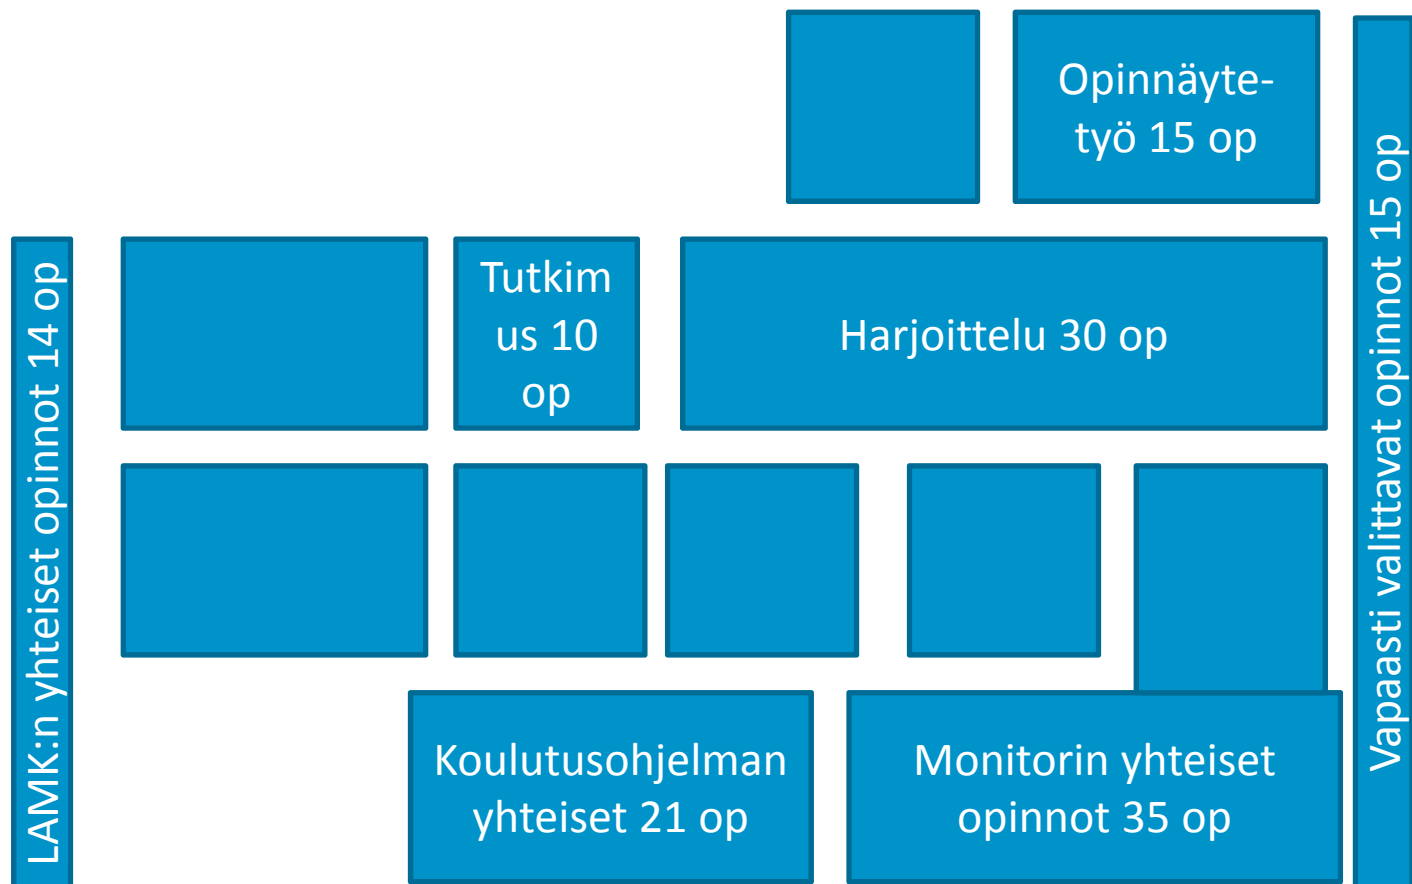 Opinnäyte-
työ 15 op
Tutkim
us 10
op
Harjoittelu 30 op
Koulutusohjelman
yhteiset 21 op
Monitorin yhteiset
opinnot 35 op
LAMK:n yhteiset opinnot 14 op
Vapaasti valittavat opinnot 15 op